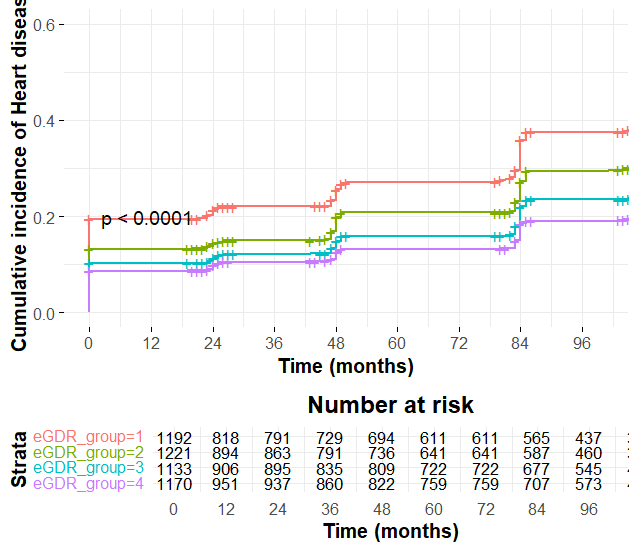 Cumulative incidence of Heart diseas
0.6
0.4
0.2
0.0
p < 0.0001
0 12 24 36 48 60 72 84 96
Time (months)
Number at risk
Strata
eGDR_group=1 1192 818 791 729 694 611 611 565 437
eGDR_group=2 1221 894 863 791 736 641 641 587 460
eGDR_group=3 1133 906 895 835 809 722 722 677 545
eGDR_group=4 1170 951 937 860 822 759 759 707 573
0 12 24 36 48 60 72 84 96
Time (months)